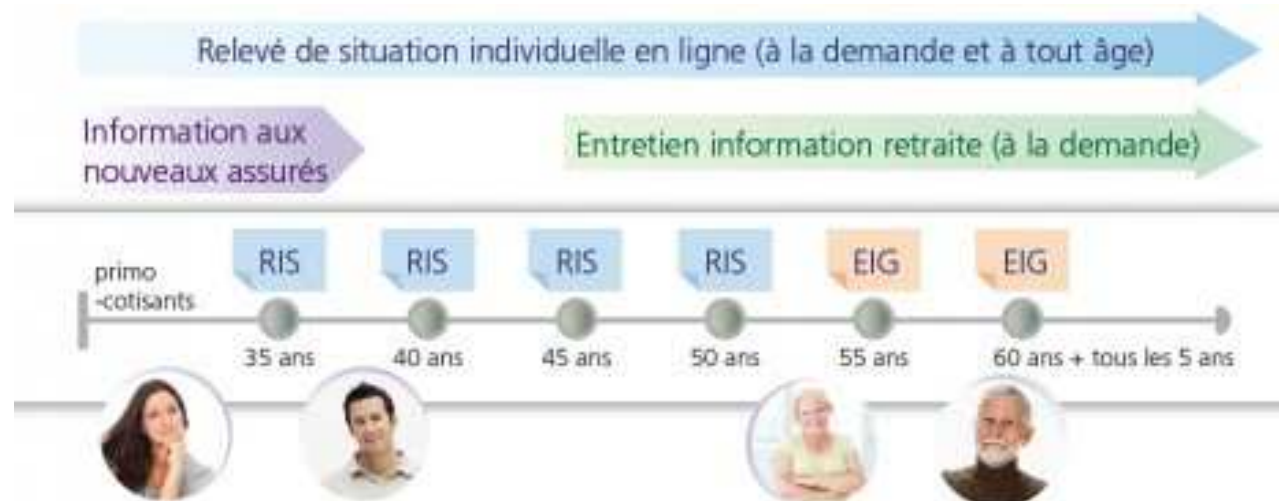 Relevé de situation individuelle en ligne (à la demande et à tout âge)
Information aux
nouveaux assurés
Entretien information retraite (à la demande)
primo
-cotisants
RIS
RIS
RIS
RIS
EIG
EIG
35 ans
40 ans
45 ans
50 ans
55 ans
60 ans + tous les 5 ans